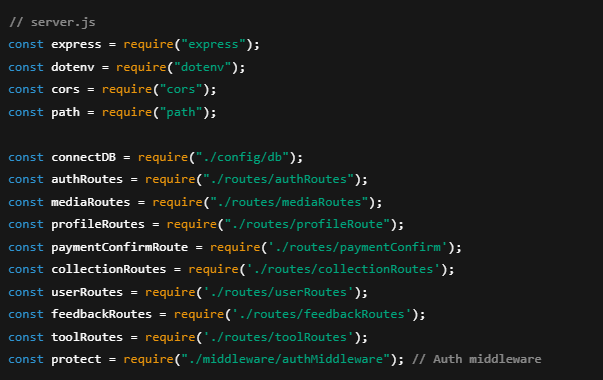 // server.js
const express = require("express");
const dotenv = require("dotenv");
const cors = require("cors");
const path = require("path");
const connectDB = require("./config/db");
const authRoutes = require("./routes/authRoutes");
const mediaRoutes = require("./routes/mediaRoutes");
const profileRoutes = require("./routes/profileRoute");
const paymentConfirmRoute = require('./routes/paymentConfirm');
const collectionRoutes = require('./routes/collectionRoutes');
const userRoutes = require('./routes/userRoutes');
const feedbackRoutes = require('./routes/feedbackRoutes');
const toolRoutes = require('./routes/toolRoutes');
const protect = require("./middleware/authMiddleware"); // Auth middleware